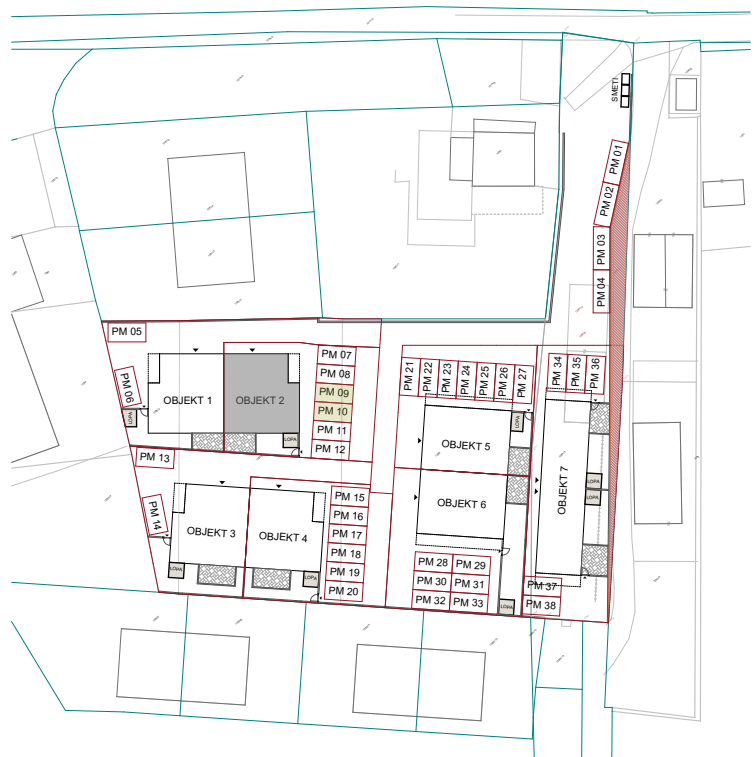 SMETI
PM 01
PM 02
PM 03
PM 04
PM 05
PM 06
OBJEKT 1
OBJEKT 2
LOPA
LOPA
PM 07
PM 08
PM 09
PM 10
PM 11
PM 12
PM 21
PM 22
PM 23
PM 24
PM 25
PM 26
PM 27
PM 34
PM 35
PM 36
OBJEKT 5
LOPA
OBJEKT 6
OBJEKT 7
LOPA
LOPA
PM 13
PM 14
OBJEKT 3
OBJEKT 4
LOPA
LOPA
PM 15
PM 16
PM 17
PM 18
PM 19
PM 20
PM 28
PM 29
PM 30
PM 31
PM 32
PM 33
LOPA
PM 37
PM 38